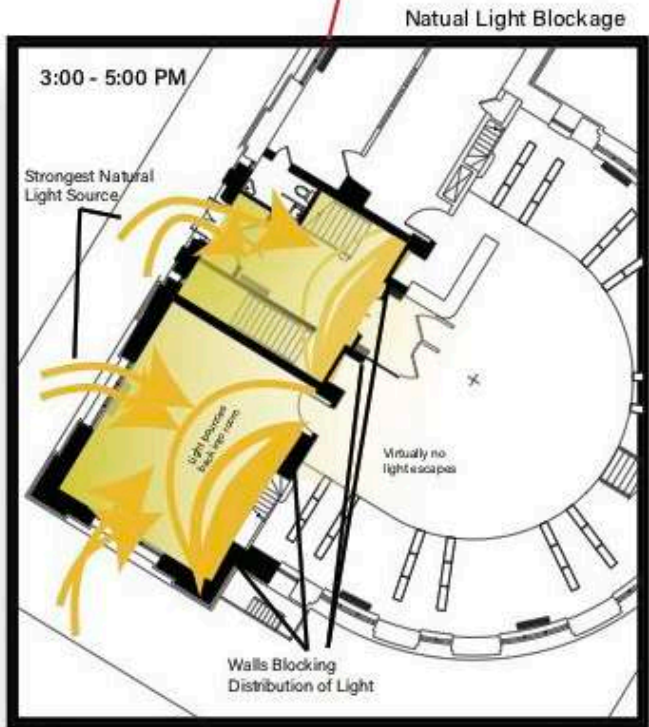 Natual Light Blockage
3:00 - 5:00 PM
Strongest Natural
Light Source
Light bounces
back into room
Virtually no
light escapes
Walls Blocking
Distribution of Light